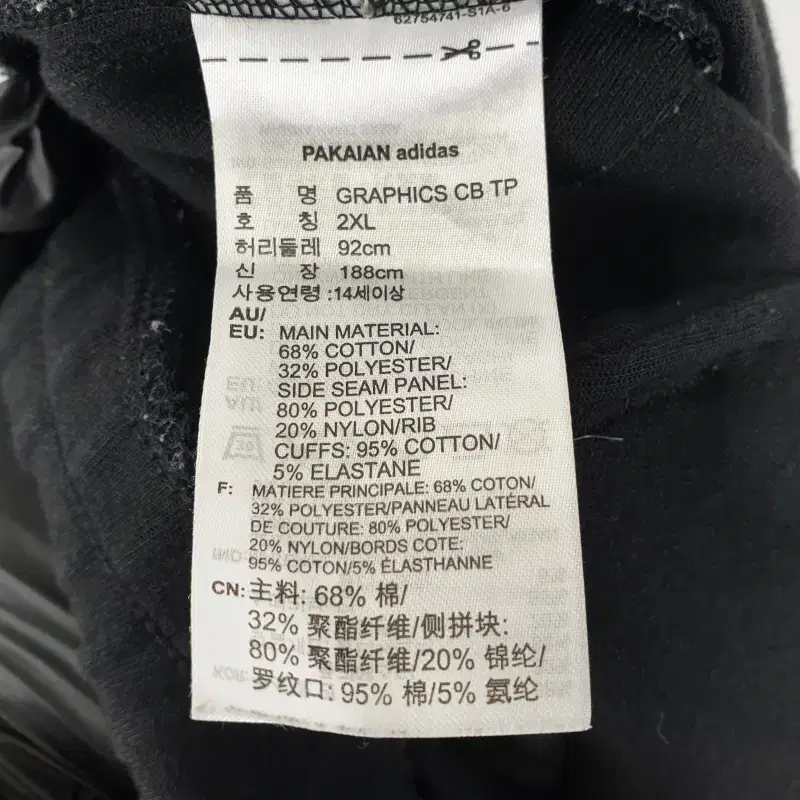 62754741-S1A-6
PAKAIAN adidas
품 명 GRAPHICS CB TP
호 칭 2XL
허리둘레 92cm
신 장 188cm
사용연령 :14세이상
AU/
EU: MAIN MATERIAL:
68% COTTON/
32% POLYESTER/
SIDE SEAM PANEL:
80% POLYESTER/
20% NYLON/RIB
CUFFS: 95% COTTON/
5% ELASTANE
F: MATIERE PRINCIPALE: 68% COTON/
32% POLYESTER/PANNEAU LATÉRAL
DE COUTURE: 80% POLYESTER/
20% NYLON/BORDS COTE:
95% COTON/5% ÉLASTHANNE
CN: 主料: 68% 棉/
32% 聚酯纤维/侧拼块:
80% 聚酯纤维/20% 锦纶/
罗纹口: 95% 棉/5% 氨纶